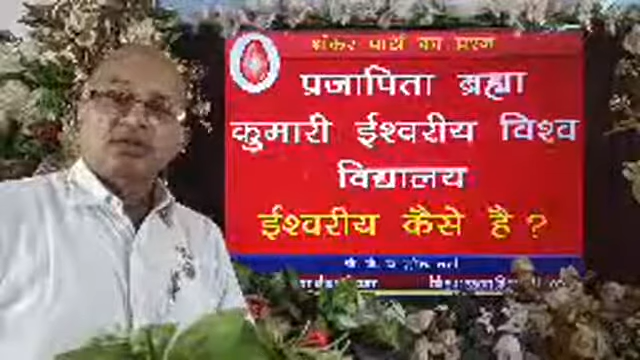 शंकर पार्टी का प्रश्न
प्रजापिता ब्रह्मा
कुमारी ईश्वरीय विश्व
विद्यालय
ईश्वरीय कैसे है ?